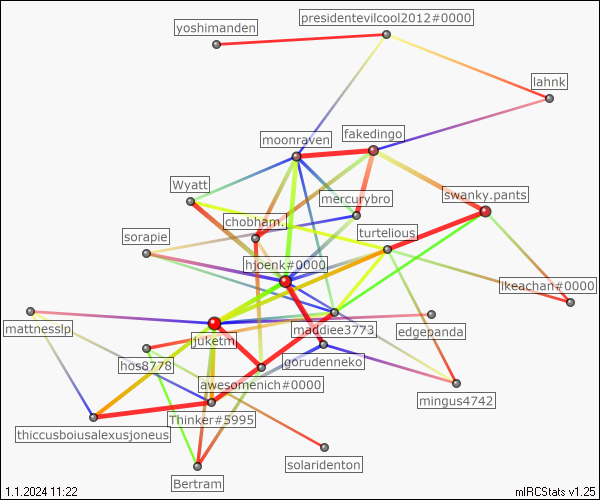 presidentevilcool2012#0000
yoshimanden
lahnk
fakedingo
moonraven
Wyatt
mercurybro
swanky.pants
chobham.
sorapie
turtelious
hjoenk#0000
ikeachan#0000
mattnesslp
maddiee3773
edgepanda
juketm
hos8778
gorudenneko
awesomenich#0000
mingus4742
Thinker#5995
thiccusboiusalexusjoneus
solaridenton
Bertram
1.1.2024 11:22
mIRCStats v1.25